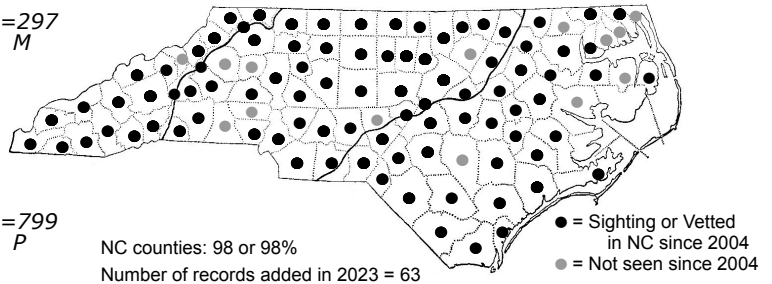 =297
M
=799
P
NC counties: 98 or 98%
Number of records added in 2023 = 63
= Sighting or Vetted
in NC since 2004
= Not seen since 2004